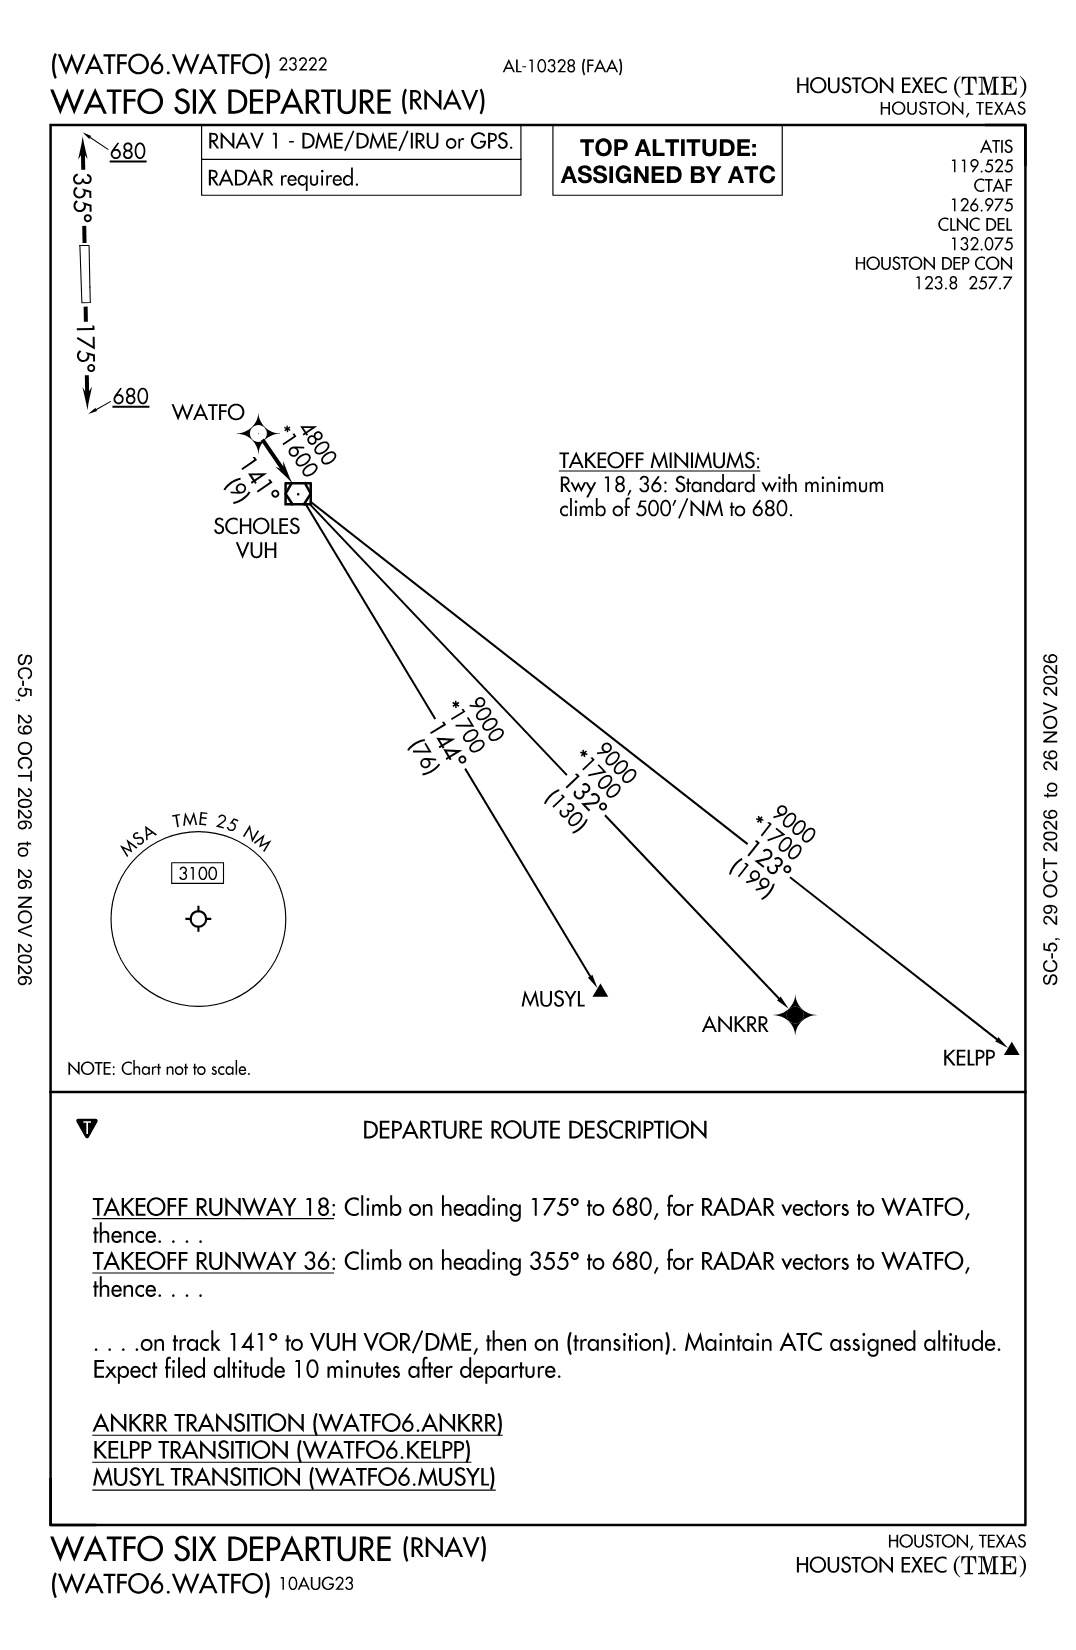 (WATFO6.WATFO) 23222
AL-10328 (FAA)
WATFO SIX DEPARTURE (RNAV)
HOUSTON EXEC (TME)
HOUSTON, TEXAS
RNAV 1 - DME/DME/IRU or GPS.
RADAR required.
TOP ALTITUDE:
ASSIGNED BY ATC
ATIS
119.525
CTAF
126.975
CLNC DEL
132.075
HOUSTON DEP CON
123.8 257.7
680
355°
175°
680
WATFO
4800
*1600
141°
(9)
SCHOLES
VUH
TAKEOFF MINIMUMS:
Rwy 18, 36: Standard with minimum
climb of 500'/NM to 680.
9000
*1700
144°
(76)
9000
*1700
132°
(130)
9000
*1700
123°
(199)
MSA TME 25 NM
3100
MUSYL
ANKRR
KELPP
NOTE: Chart not to scale.
SC-5, 29 OCT 2026 to 26 NOV 2026
SC-5, 29 OCT 2026 to 26 NOV 2026
T
DEPARTURE ROUTE DESCRIPTION
TAKEOFF RUNWAY 18: Climb on heading 175° to 680, for RADAR vectors to WATFO,
thence. . . .
TAKEOFF RUNWAY 36: Climb on heading 355° to 680, for RADAR vectors to WATFO,
thence. . . .
. . . .on track 141° to VUH VOR/DME, then on (transition). Maintain ATC assigned altitude.
Expect filed altitude 10 minutes after departure.
ANKRR TRANSITION (WATFO6.ANKRR)
KELPP TRANSITION (WATFO6.KELPP)
MUSYL TRANSITION (WATFO6.MUSYL)
WATFO SIX DEPARTURE (RNAV)
(WATFO6.WATFO) 10AUG23
HOUSTON, TEXAS
HOUSTON EXEC (TME)